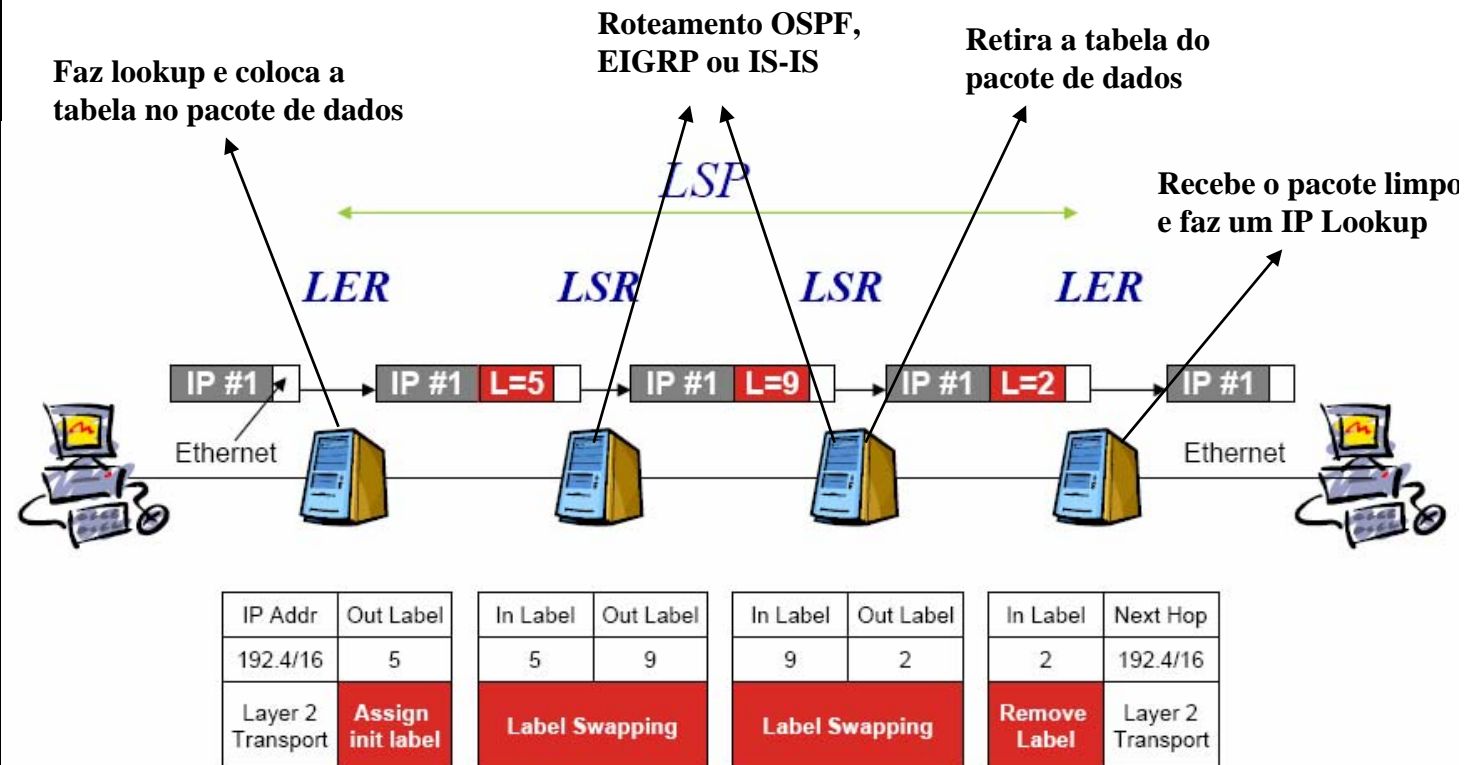 Roteamento OSPF,
EIGRP ou IS-IS
Retira a tabela do
pacote de dados
Faz lookup e coloca a
tabela no pacote de dados
LSP
Recebe o pacote limpo
e faz um IP Lookup
LER
LSR
LSR
LER
IP #1
IP #1 L=5
IP #1 L=9
IP #1 L=2
IP #1
Ethernet
Ethernet
IP Addr Out Label
192.4/16 5
Layer 2
Transport
Assign
init label
In Label Out Label
5 9
Label Swapping
In Label Out Label
9 2
Label Swapping
In Label Next Hop
2 192.4/16
Remove
Label
Layer 2
Transport